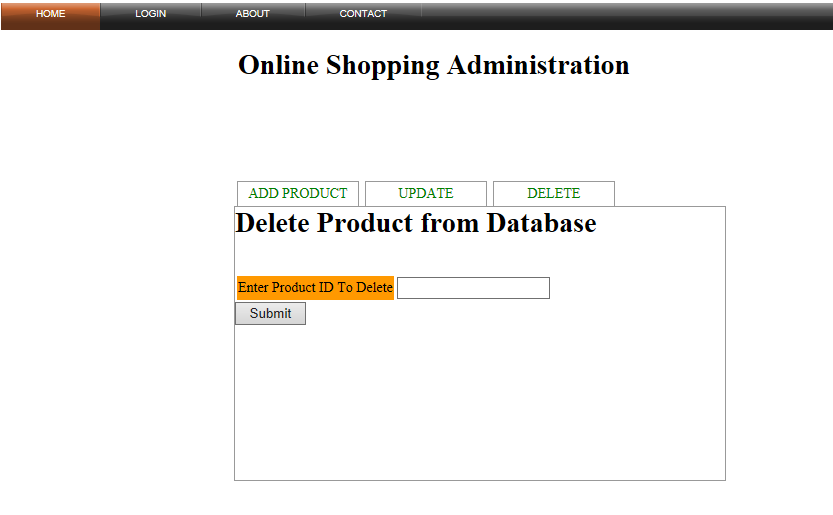 HOME LOGIN ABOUT CONTACT
Online Shopping Administration
ADD PRODUCT UPDATE DELETE
Delete Product from Database
Enter Product ID To Delete
Submit